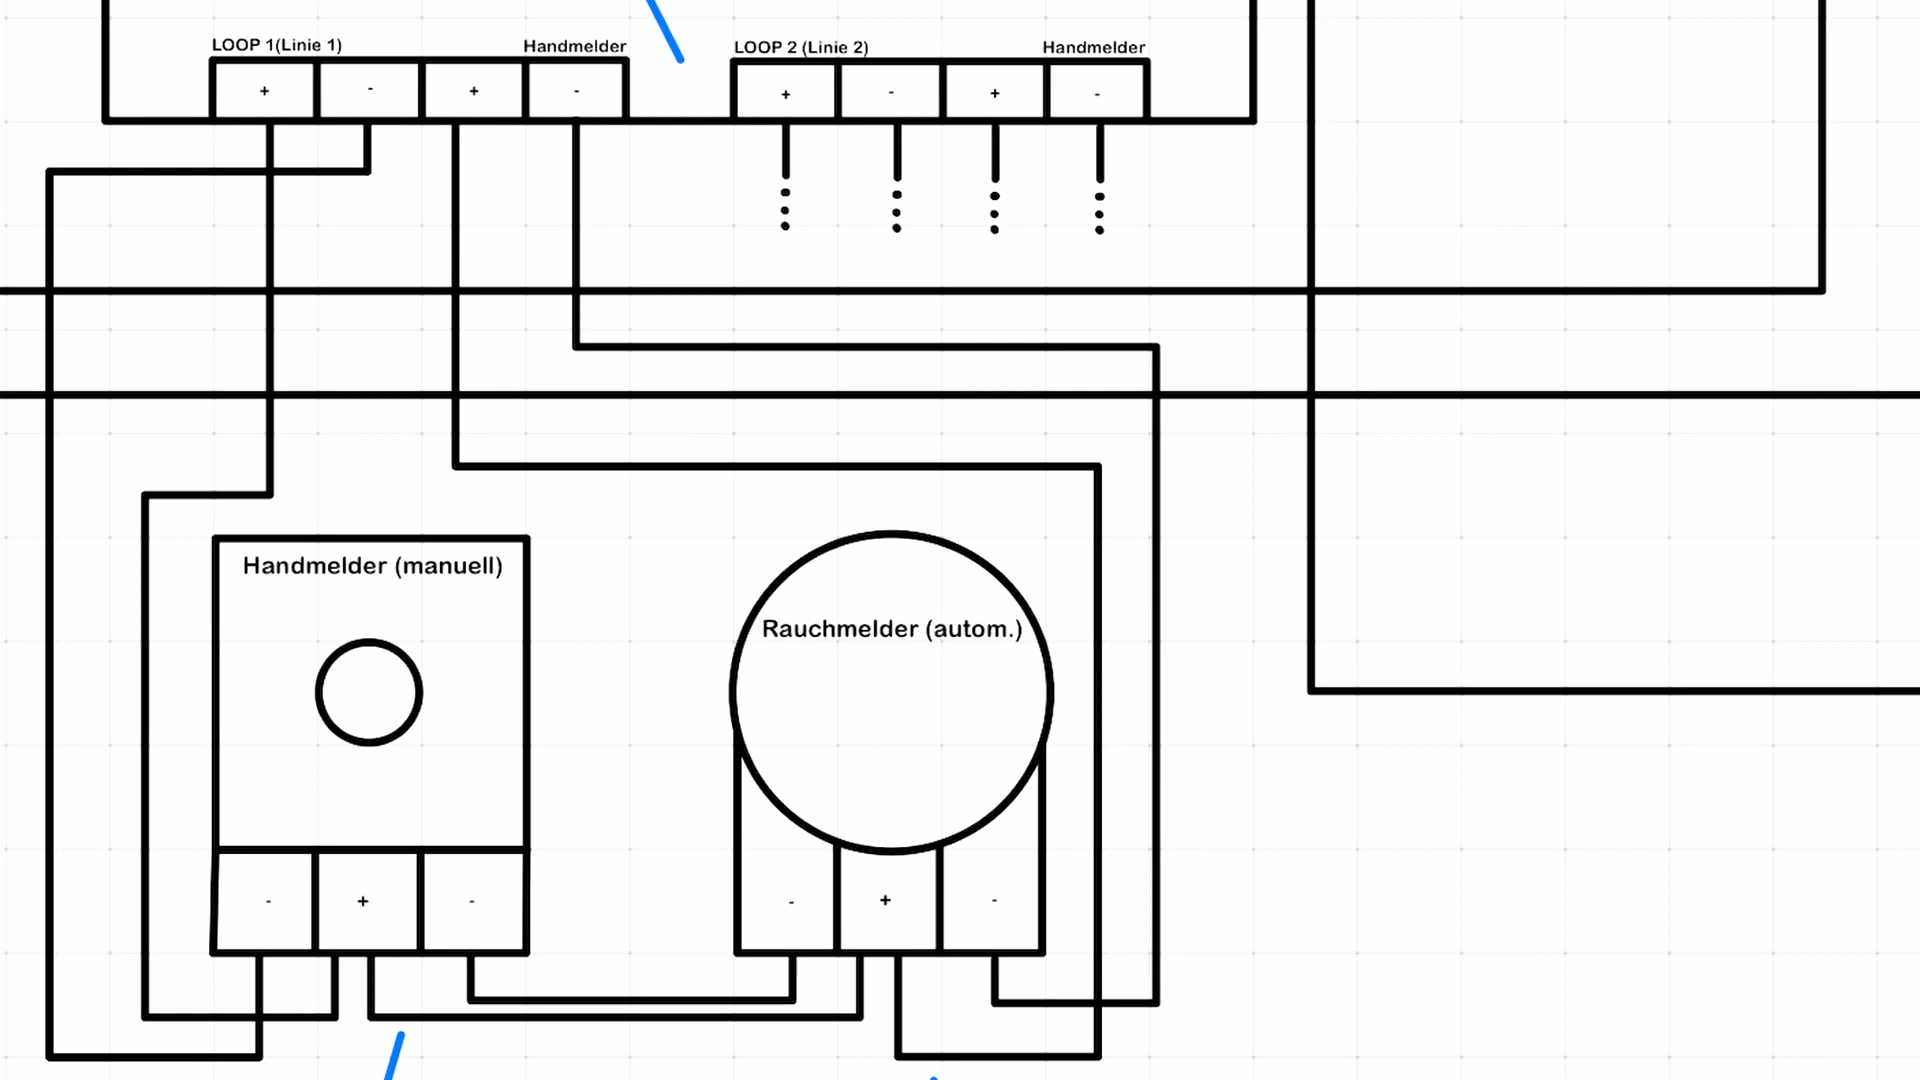 LOOP 1(Linie 1) Handmelder
+ - + -
LOOP 2 (Linie 2) Handmelder
+ - + -
Handmelder (manuell)
- + -
Rauchmelder (autom.)
- + -